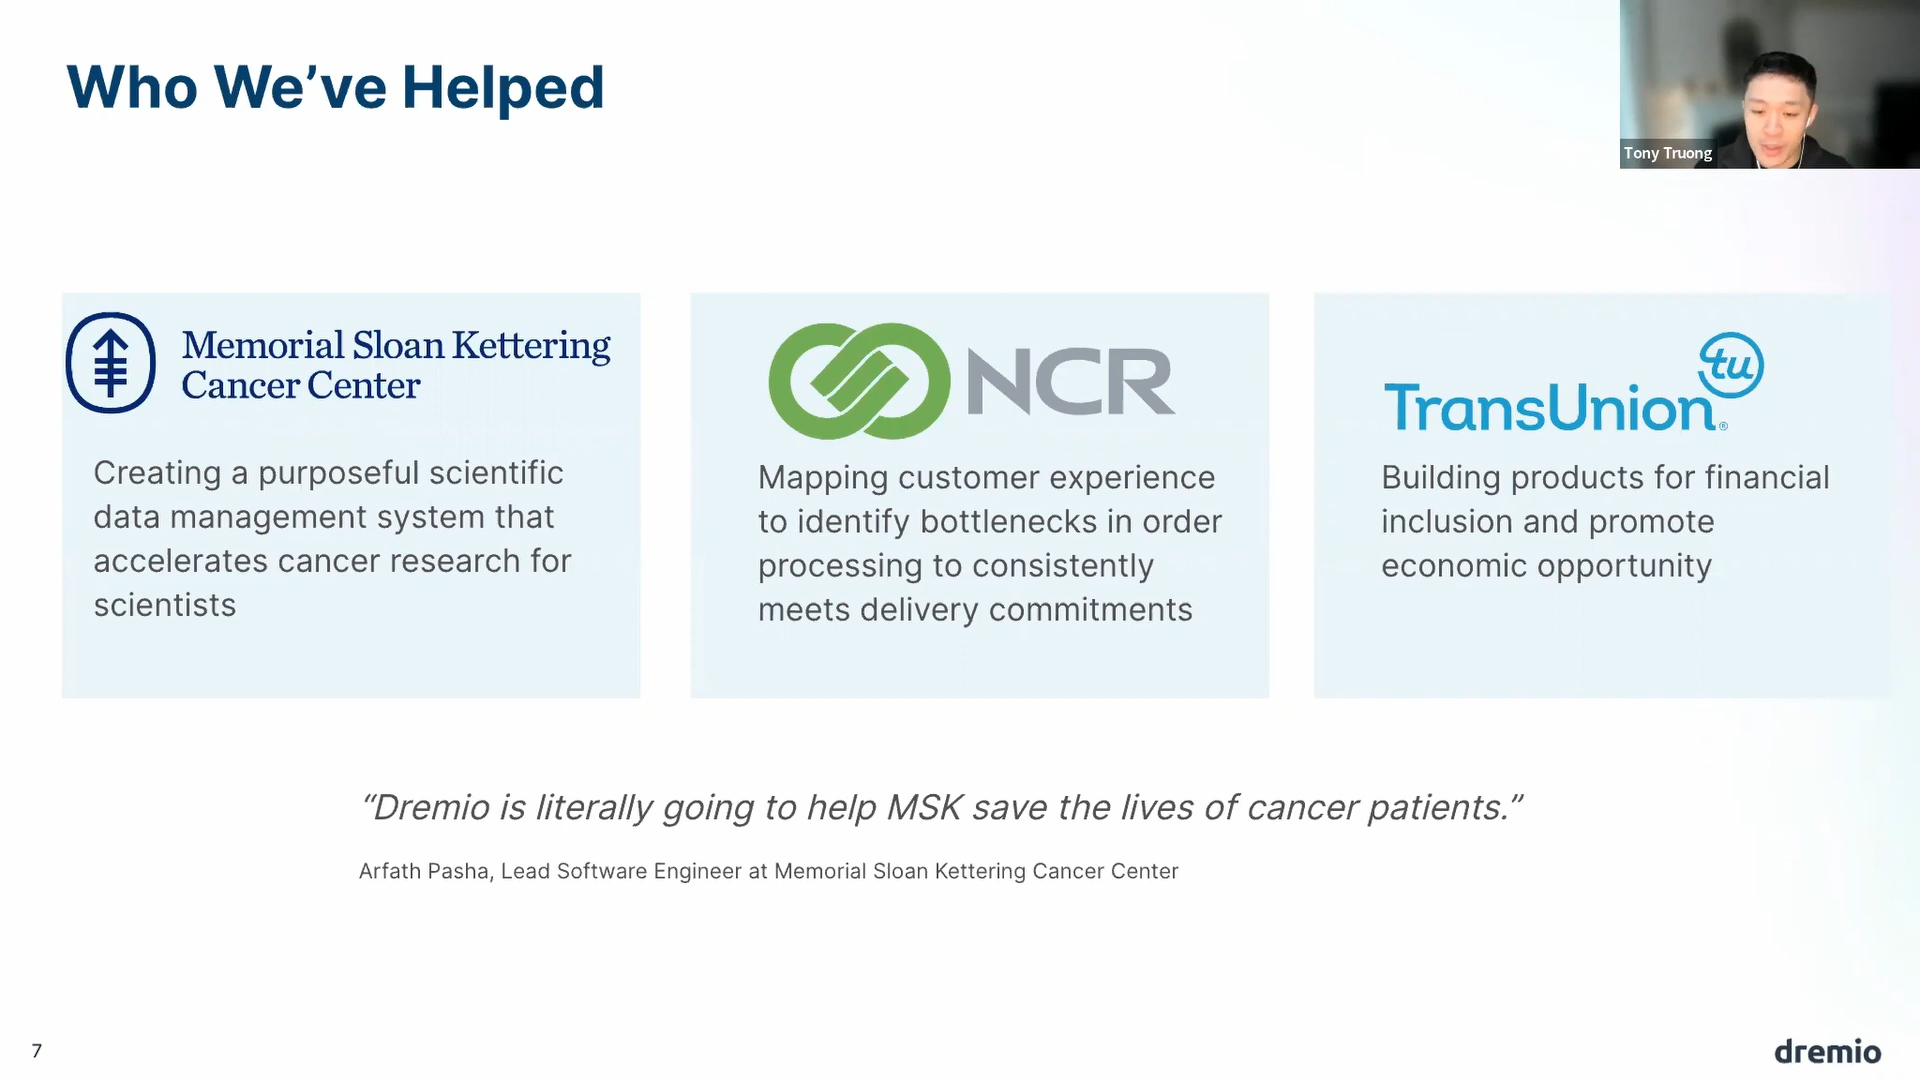 Who We’ve Helped
Tony Truong
Memorial Sloan Kettering
Cancer Center
Creating a purposeful scientific
data management system that
accelerates cancer research for
scientists
NCR
Mapping customer experience
to identify bottlenecks in order
processing to consistently
meets delivery commitments
tu
TransUnion®
Building products for financial
inclusion and promote
economic opportunity
“Dremio is literally going to help MSK save the lives of cancer patients.”
Arfath Pasha, Lead Software Engineer at Memorial Sloan Kettering Cancer Center
7
dremio